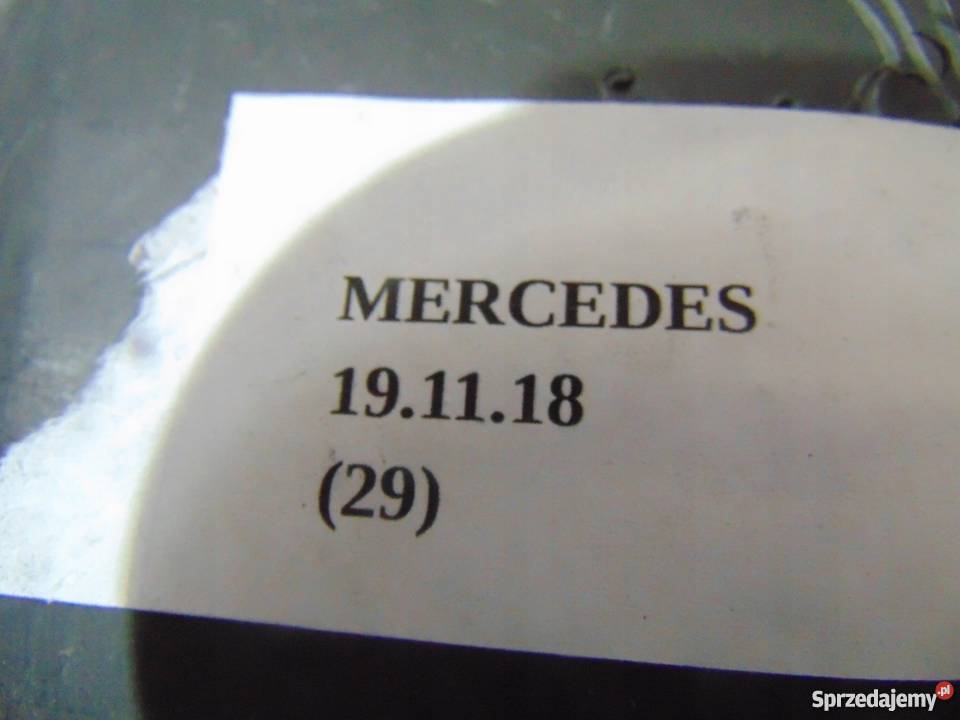 MERCEDES
19.11.18
(29)
Sprzedajemy.pl